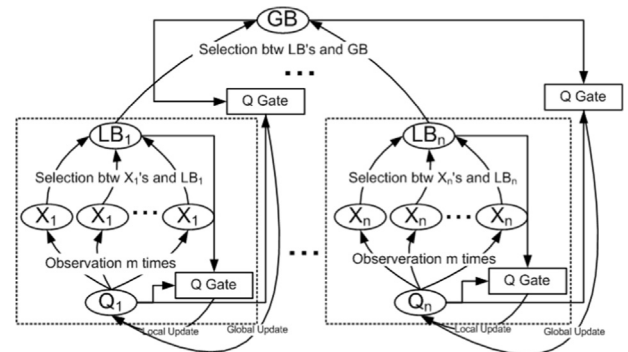 GB
Selection btw LB's and GB
...
Q Gate
Q Gate
LB1
LBn
Selection btw X1's and LB1
Selection btw Xn's and LBn
X1 X1 ... X1
Xn Xn ... Xn
...
Observation m times
Observeration m times
Q Gate
Q Gate
Q1
Qn
Local Update
Global Update
Local Update
Global Update